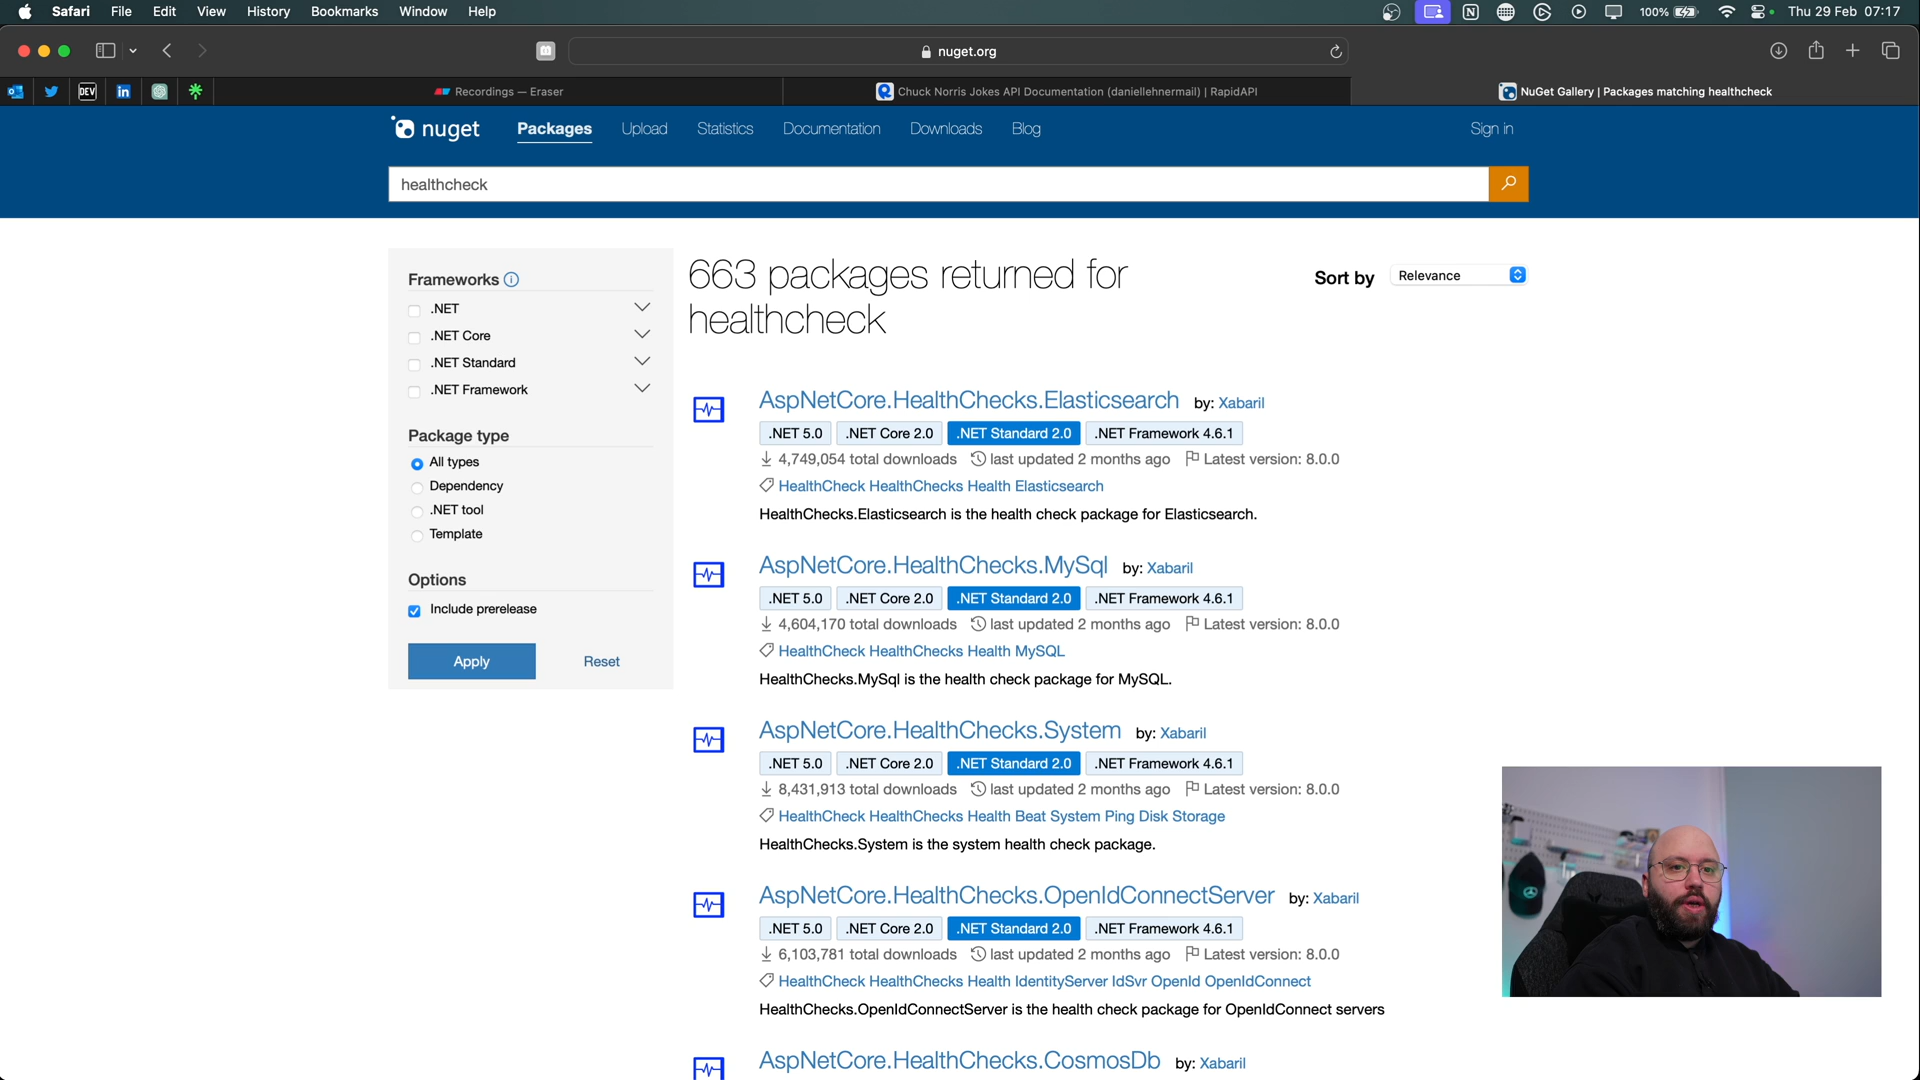 Safari File Edit View History Bookmarks Window Help 100% Thu 29 Feb 07:17
nuget.org
DEV Recordings — Eraser Chuck Norris Jokes API Documentation (daniellehnermail) | RapidAPI NuGet Gallery | Packages matching healthcheck
nuget Packages Upload Statistics Documentation Downloads Blog Sign in
healthcheck
Frameworks
.NET
.NET Core
.NET Standard
.NET Framework
Package type
All types
Dependency
.NET tool
Template
Options
Include prerelease
Apply Reset
663 packages returned for
healthcheck
Sort by Relevance
AspNetCore.HealthChecks.Elasticsearch by: Xabaril
.NET 5.0 .NET Core 2.0 .NET Standard 2.0 .NET Framework 4.6.1
4,749,054 total downloads last updated 2 months ago Latest version: 8.0.0
HealthCheck HealthChecks Health Elasticsearch
HealthChecks.Elasticsearch is the health check package for Elasticsearch.
AspNetCore.HealthChecks.MySql by: Xabaril
.NET 5.0 .NET Core 2.0 .NET Standard 2.0 .NET Framework 4.6.1
4,604,170 total downloads last updated 2 months ago Latest version: 8.0.0
HealthCheck HealthChecks Health MySQL
HealthChecks.MySql is the health check package for MySQL.
AspNetCore.HealthChecks.System by: Xabaril
.NET 5.0 .NET Core 2.0 .NET Standard 2.0 .NET Framework 4.6.1
8,431,913 total downloads last updated 2 months ago Latest version: 8.0.0
HealthCheck HealthChecks Health Beat System Ping Disk Storage
HealthChecks.System is the system health check package.
AspNetCore.HealthChecks.OpenIdConnectServer by: Xabaril
.NET 5.0 .NET Core 2.0 .NET Standard 2.0 .NET Framework 4.6.1
6,103,781 total downloads last updated 2 months ago Latest version: 8.0.0
HealthCheck HealthChecks Health IdentityServer IdSvr OpenId OpenIdConnect
HealthChecks.OpenIdConnectServer is the health check package for OpenIdConnect servers
AspNetCore.HealthChecks.CosmosDb by: Xabaril